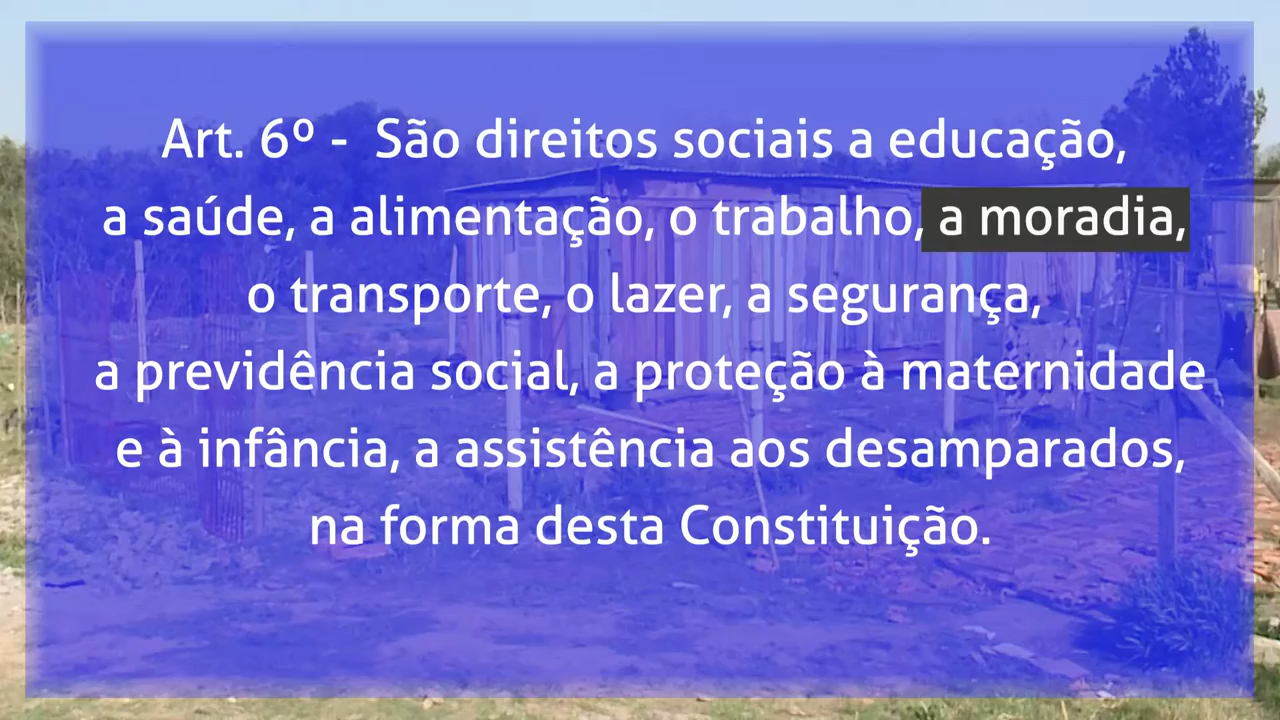 Art. 6º - São direitos sociais a educação,
a saúde, a alimentação, o trabalho, a moradia,
o transporte, o lazer, a segurança,
a previdência social, a proteção à maternidade
e à infância, a assistência aos desamparados,
na forma desta Constituição.